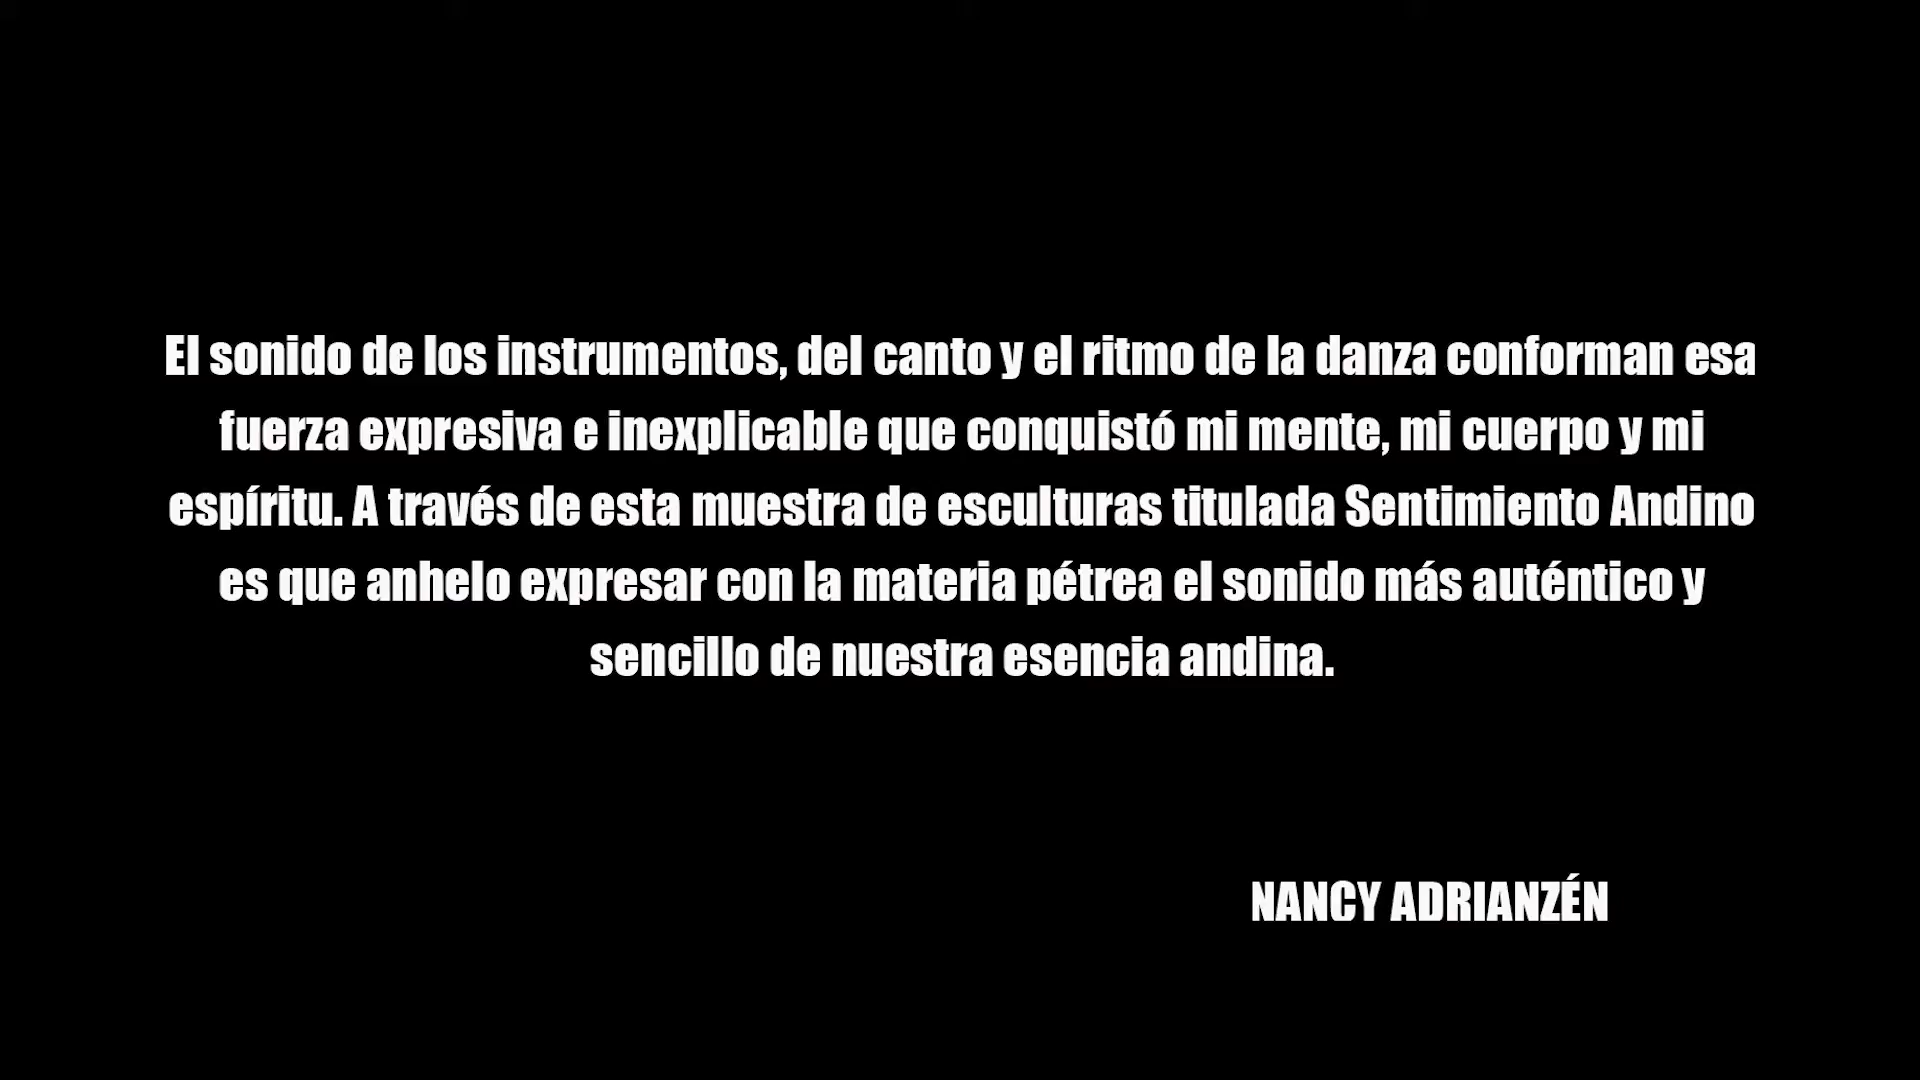 El sonido de los instrumentos, del canto y el ritmo de la danza conforman esa
fuerza expresiva e inexplicable que conquistó mi mente, mi cuerpo y mi
espíritu. A través de esta muestra de esculturas titulada Sentimiento Andino
es que anhelo expresar con la materia pétrea el sonido más auténtico y
sencillo de nuestra esencia andina.
NANCY ADRIANZÉN